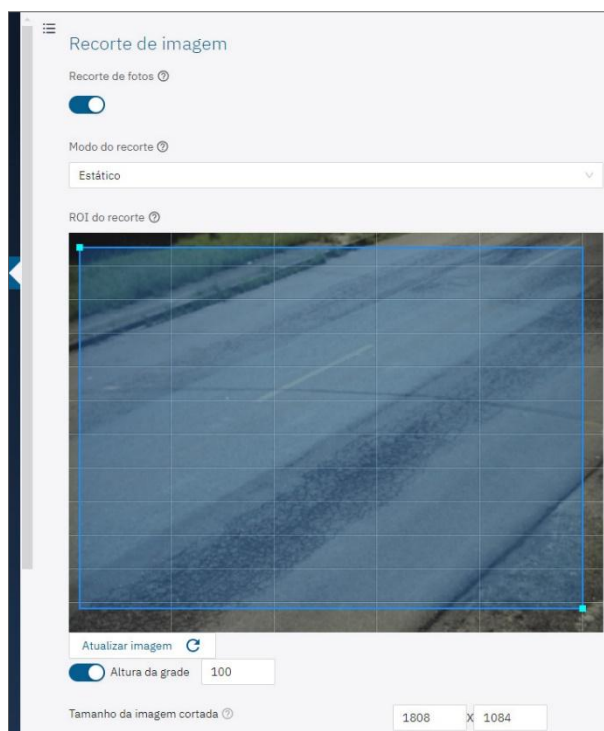 Recorte de imagem
Recorte de fotos
Modo do recorte
Estático
ROI do recorte
Atualizar imagem
Altura da grade 100
Tamanho da imagem cortada 1808 X 1084